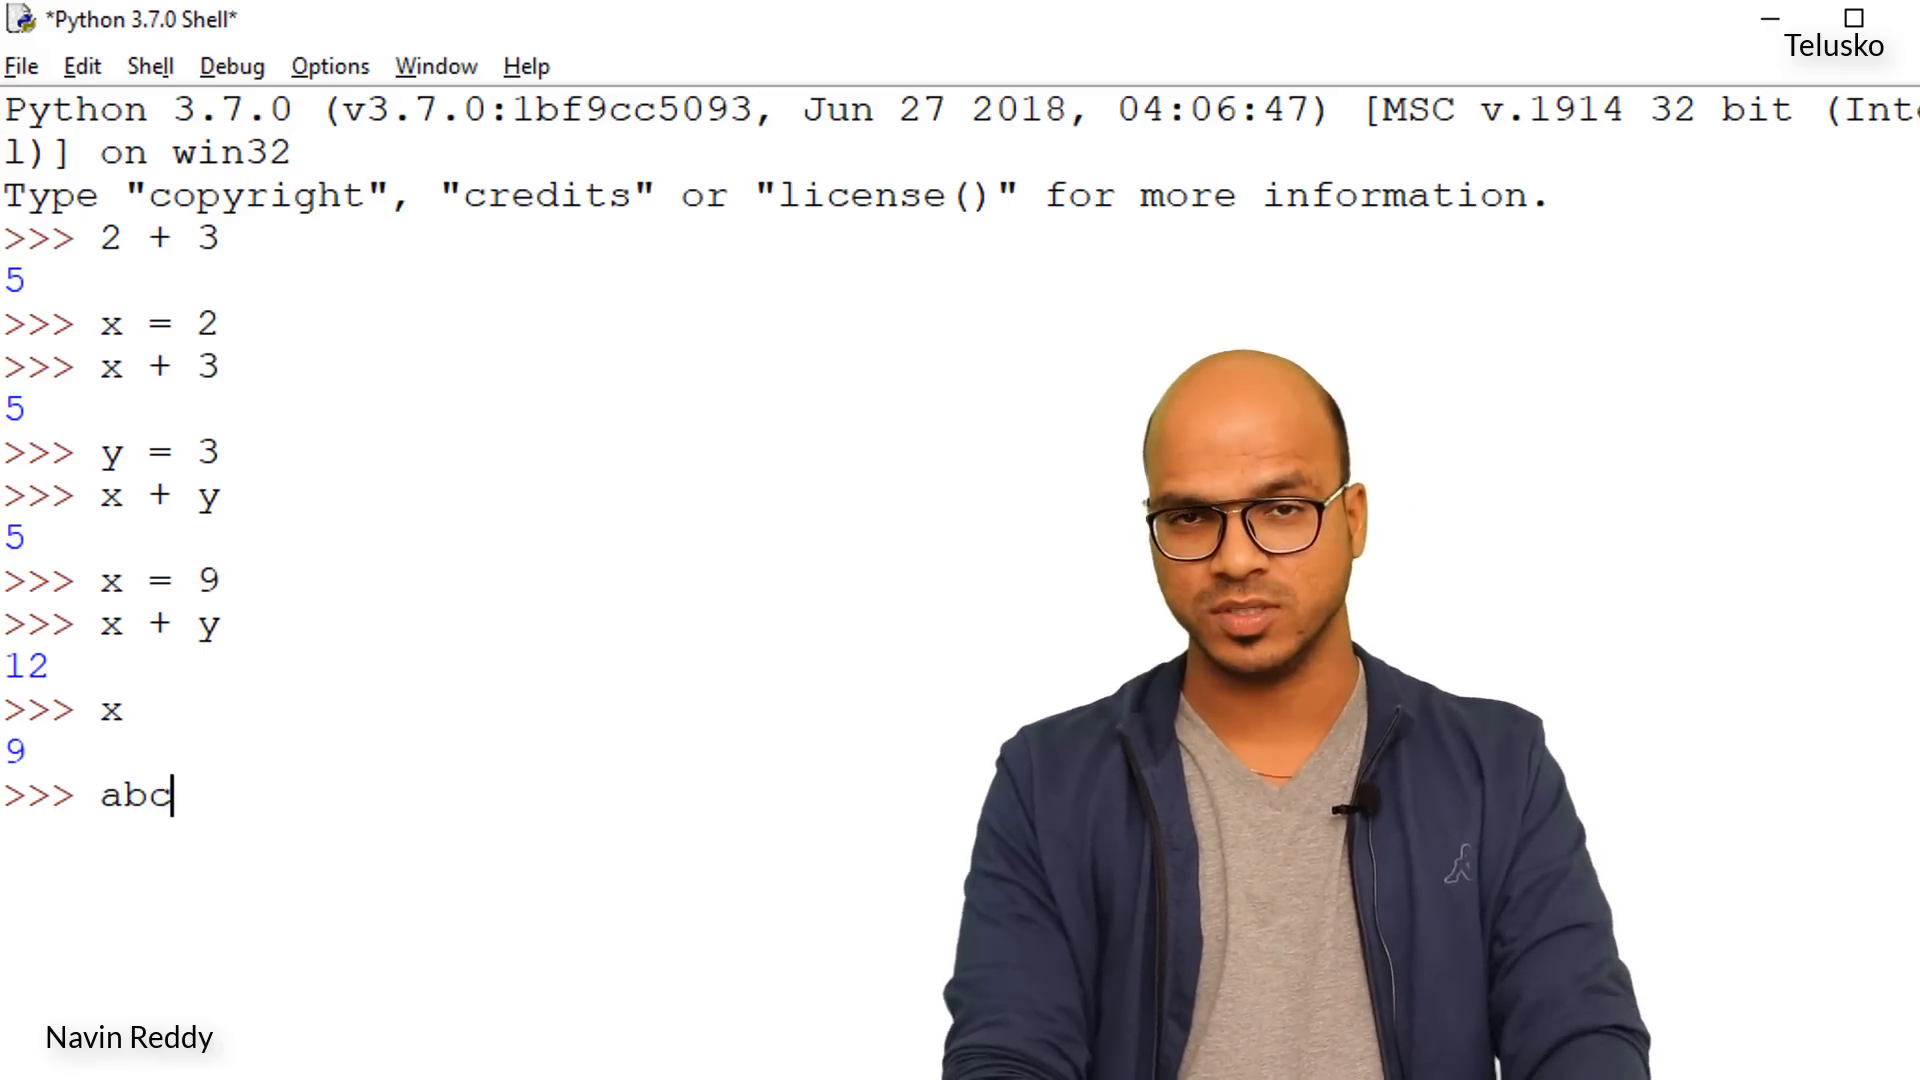 *Python 3.7.0 Shell*
Telusko
File Edit Shell Debug Options Window Help
Python 3.7.0 (v3.7.0:1bf9cc5093, Jun 27 2018, 04:06:47) [MSC v.1914 32 bit (Inte
l)] on win32
Type "copyright", "credits" or "license()" for more information.
>>> 2 + 3
5
>>> x = 2
>>> x + 3
5
>>> y = 3
>>> x + y
5
>>> x = 9
>>> x + y
12
>>> x
9
>>> abc
Navin Reddy